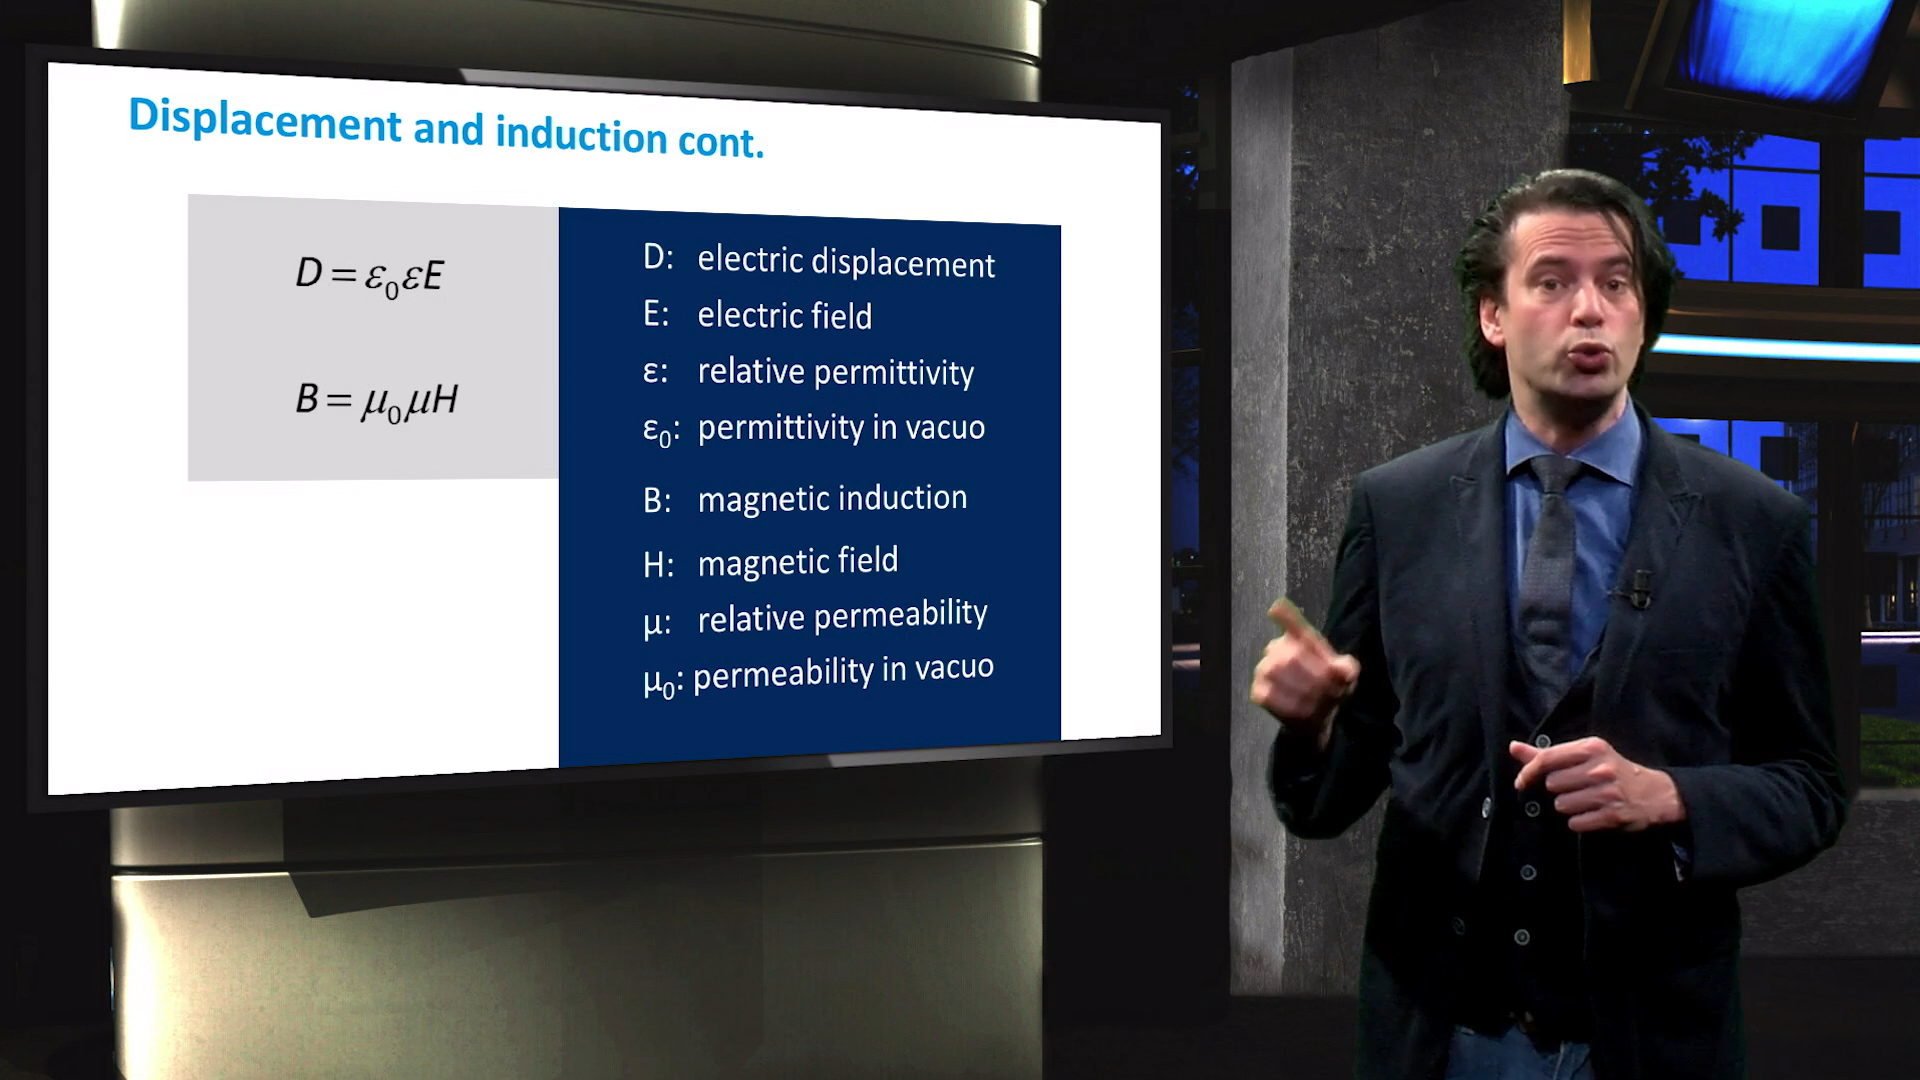 Displacement and induction cont.
D = ε₀εE
B = μ₀μH
D: electric displacement
E: electric field
ε: relative permittivity
ε₀: permittivity in vacuo
B: magnetic induction
H: magnetic field
μ: relative permeability
μ₀: permeability in vacuo